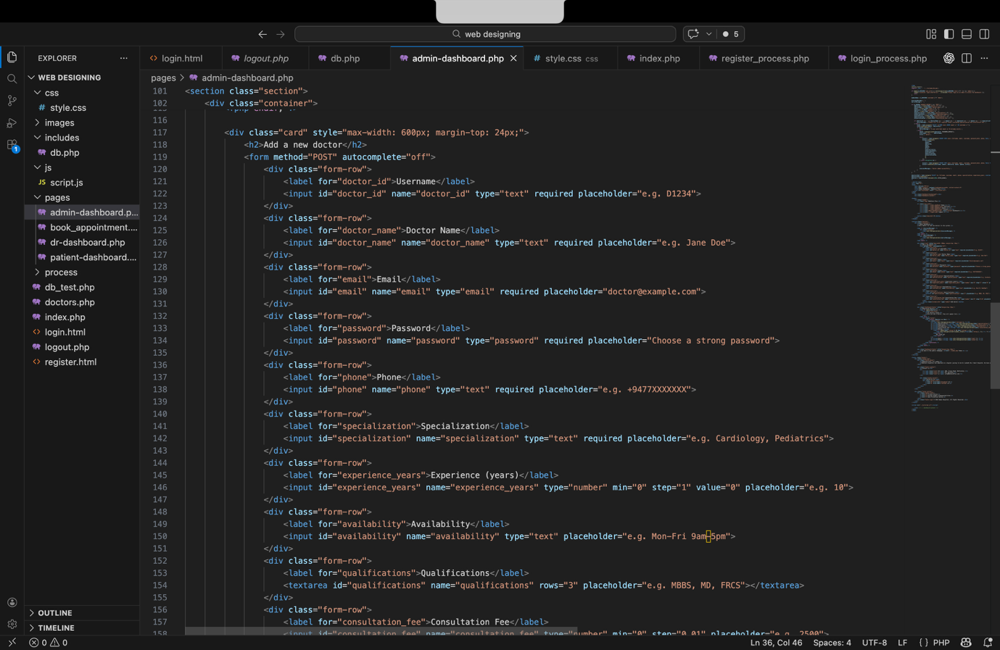 web designing
5
EXPLORER
login.html
logout.php
db.php
admin-dashboard.php
# style.css css
index.php
register_process.php
login_process.php
WEB DESIGNING
css
# style.css
images
includes
db.php
js
JS script.js
pages
admin-dashboard.p...
book_appointment....
dr-dashboard.php
patient-dashboard....
process
db_test.php
doctors.php
index.php
login.html
logout.php
register.html
OUTLINE
TIMELINE
1
pages > admin-dashboard.php
101 <section class="section">
102 <div class="container">
116
117 <div class="card" style="max-width: 600px; margin-top: 24px;">
118 <h2>Add a new doctor</h2>
119 <form method="POST" autocomplete="off">
120 <div class="form-row">
121 <label for="doctor_id">Username</label>
122 <input id="doctor_id" name="doctor_id" type="text" required placeholder="e.g. D1234">
123 </div>
124 <div class="form-row">
125 <label for="doctor_name">Doctor Name</label>
126 <input id="doctor_name" name="doctor_name" type="text" required placeholder="e.g. Jane Doe">
127 </div>
128 <div class="form-row">
129 <label for="email">Email</label>
130 <input id="email" name="email" type="email" required placeholder="doctor@example.com">
131 </div>
132 <div class="form-row">
133 <label for="password">Password</label>
134 <input id="password" name="password" type="password" required placeholder="Choose a strong password">
135 </div>
136 <div class="form-row">
137 <label for="phone">Phone</label>
138 <input id="phone" name="phone" type="text" required placeholder="e.g. +9477XXXXXXX">
139 </div>
140 <div class="form-row">
141 <label for="specialization">Specialization</label>
142 <input id="specialization" name="specialization" type="text" required placeholder="e.g. Cardiology, Pediatrics">
143 </div>
144 <div class="form-row">
145 <label for="experience_years">Experience (years)</label>
146 <input id="experience_years" name="experience_years" type="number" min="0" step="1" value="0" placeholder="e.g. 10">
147 </div>
148 <div class="form-row">
149 <label for="availability">Availability</label>
150 <input id="availability" name="availability" type="text" placeholder="e.g. Mon-Fri 9am–5pm">
151 </div>
152 <div class="form-row">
153 <label for="qualifications">Qualifications</label>
154 <textarea id="qualifications" name="qualifications" rows="3" placeholder="e.g. MBBS, MD, FRCS"></textarea>
155 </div>
156 <div class="form-row">
157 <label for="consultation_fee">Consultation Fee</label>
158 <input id="consultation_fee" name="consultation_fee" type="number" min="0" step="0.01" placeholder="e.g. 2500">
0 0
Ln 36, Col 46 Spaces: 4 UTF-8 LF { } PHP